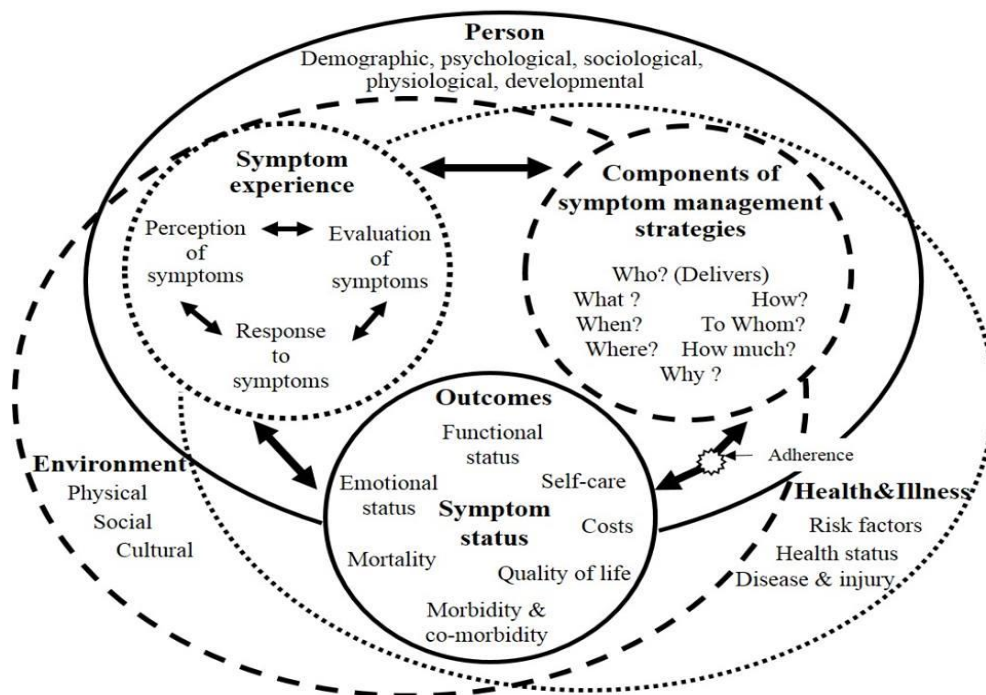 Person
Demographic, psychological, sociological,
physiological, developmental
Symptom
experience
Perception
of
symptoms
Evaluation
of
symptoms
Response
to
symptoms
Components of
symptom management
strategies
Who? (Delivers)
What ? How?
When? To Whom?
Where? How much?
Why ?
Outcomes
Functional
status
Emotional
status
Self-care
Symptom
status
Costs
Mortality
Quality of life
Morbidity &
co-morbidity
Adherence
Environment
Physical
Social
Cultural
Health&Illness
Risk factors
Health status
Disease & injury